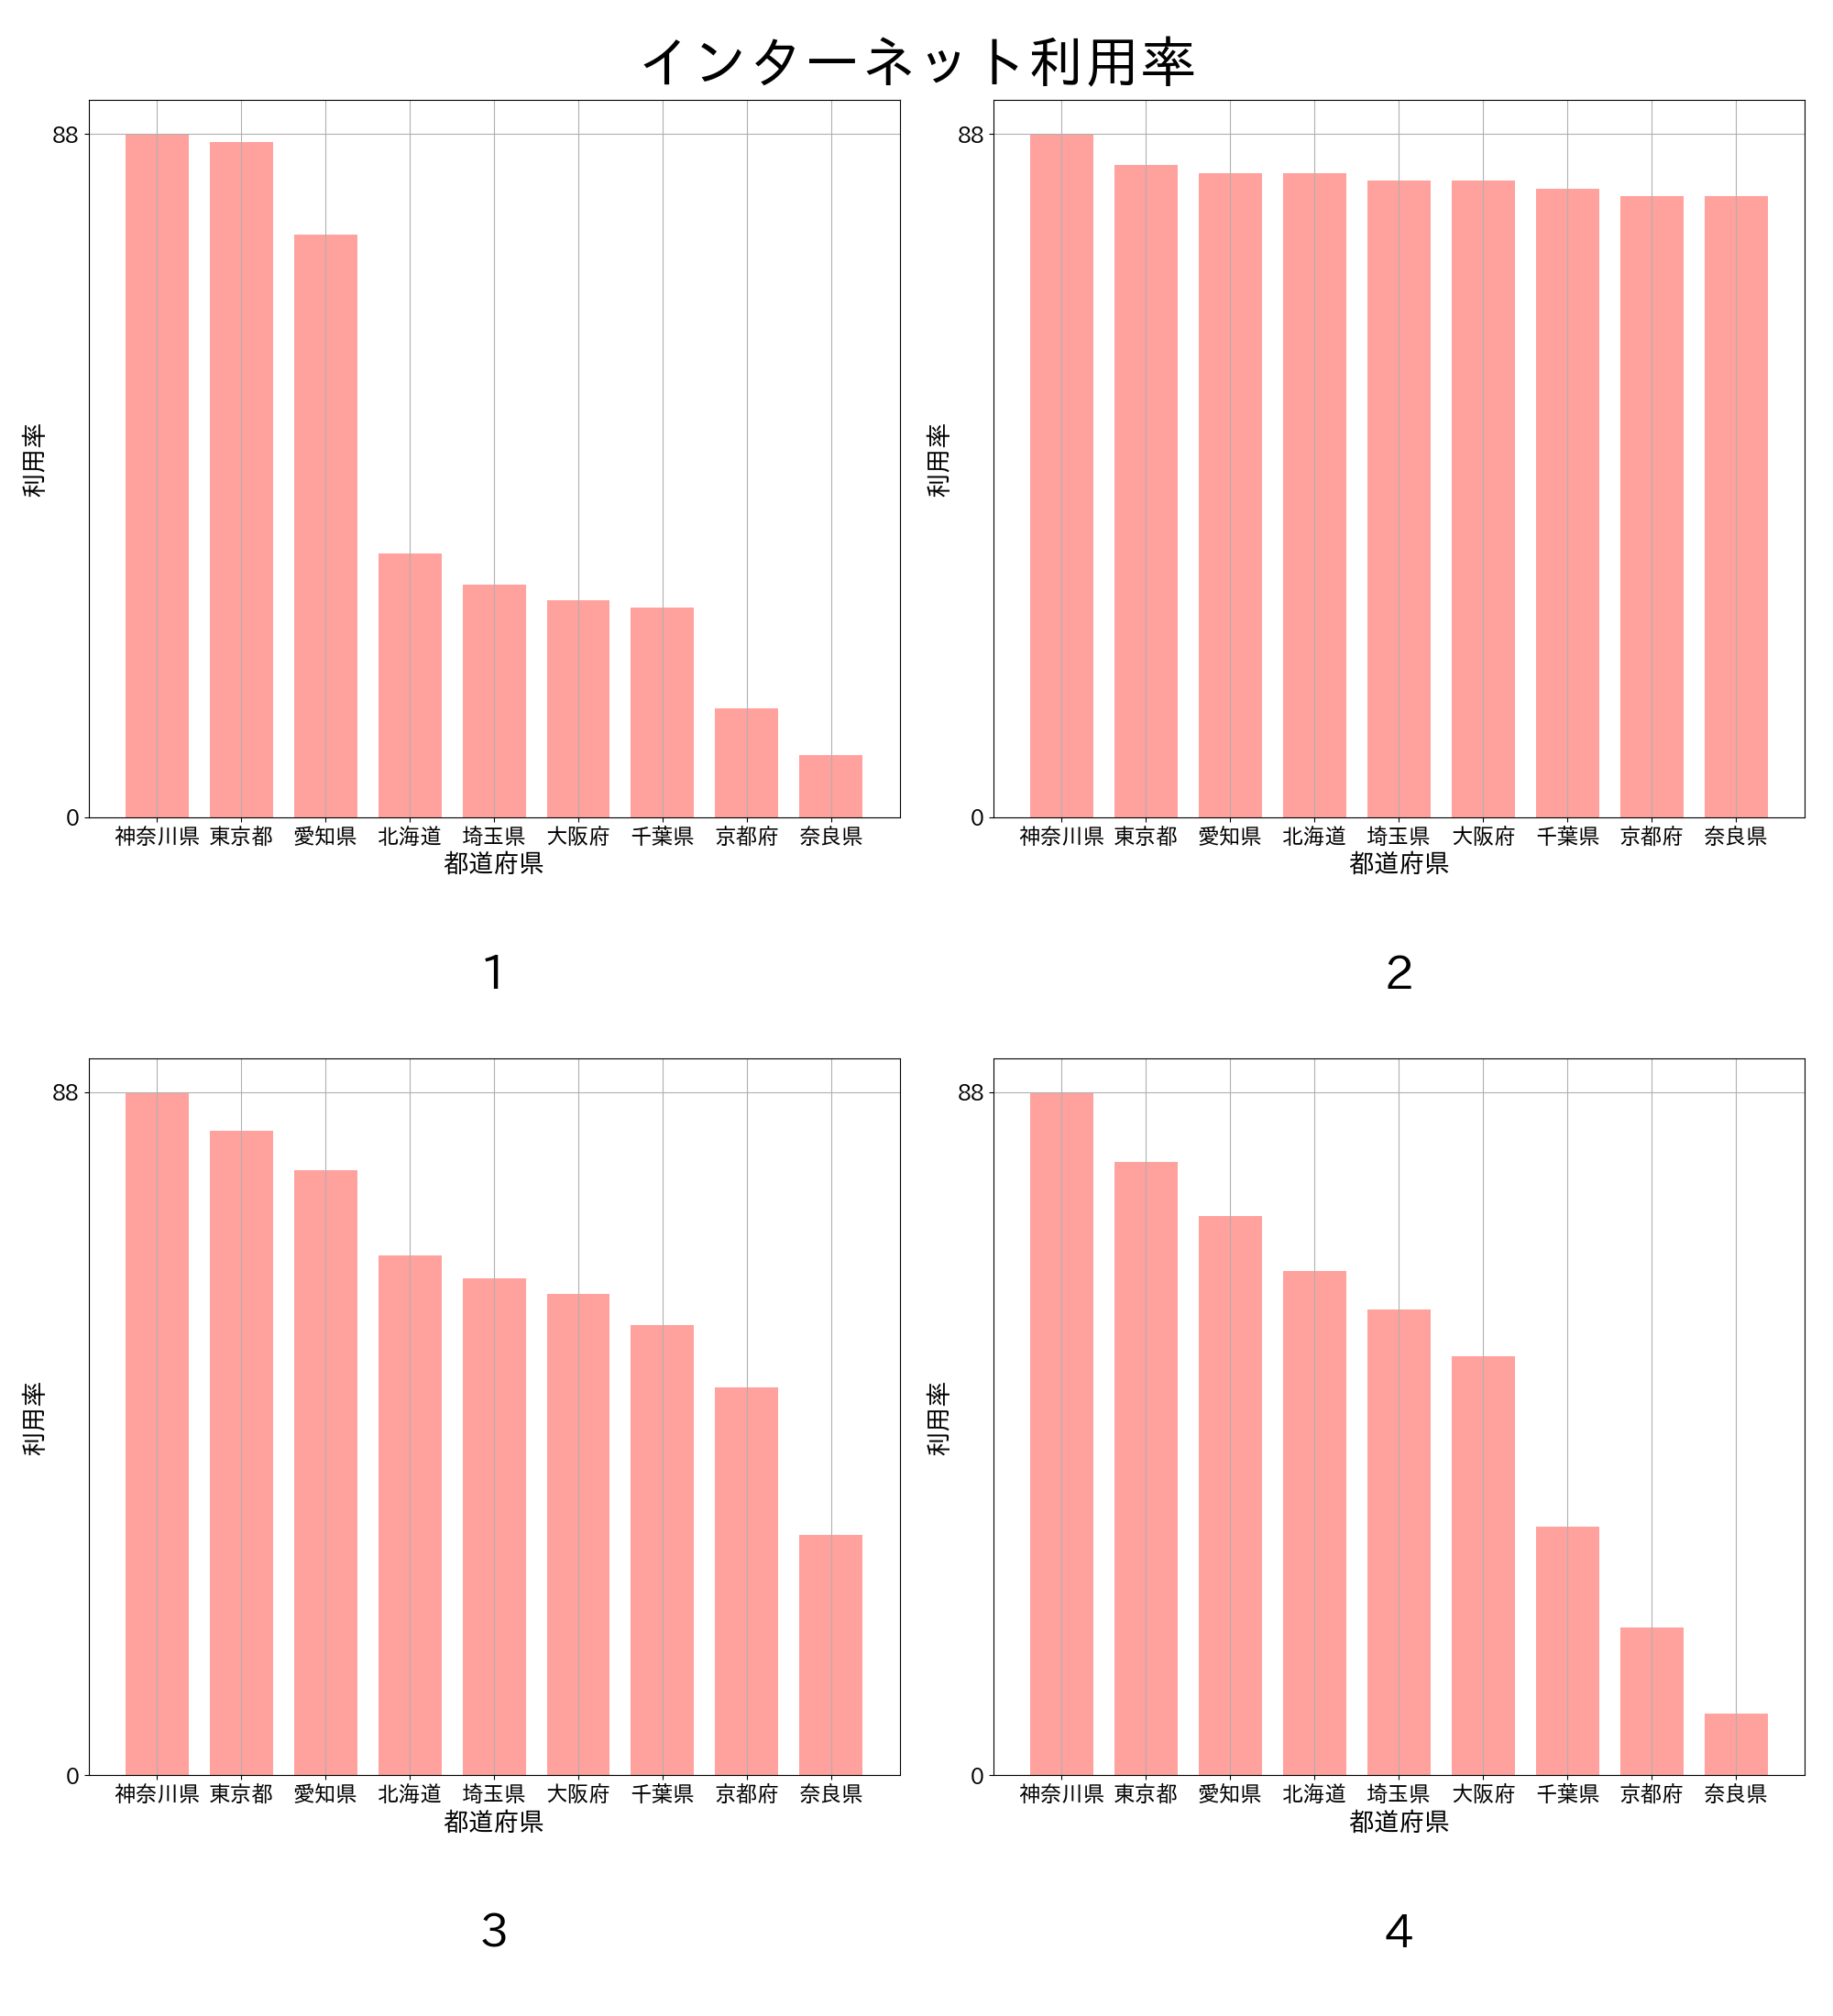 インターネット利用率
88
0
利用率
神奈川県 東京都 愛知県 北海道 埼玉県 大阪府 千葉県 京都府 奈良県
都道府県
1
88
0
利用率
神奈川県 東京都 愛知県 北海道 埼玉県 大阪府 千葉県 京都府 奈良県
都道府県
2
88
0
利用率
神奈川県 東京都 愛知県 北海道 埼玉県 大阪府 千葉県 京都府 奈良県
都道府県
3
88
0
利用率
神奈川県 東京都 愛知県 北海道 埼玉県 大阪府 千葉県 京都府 奈良県
都道府県
4